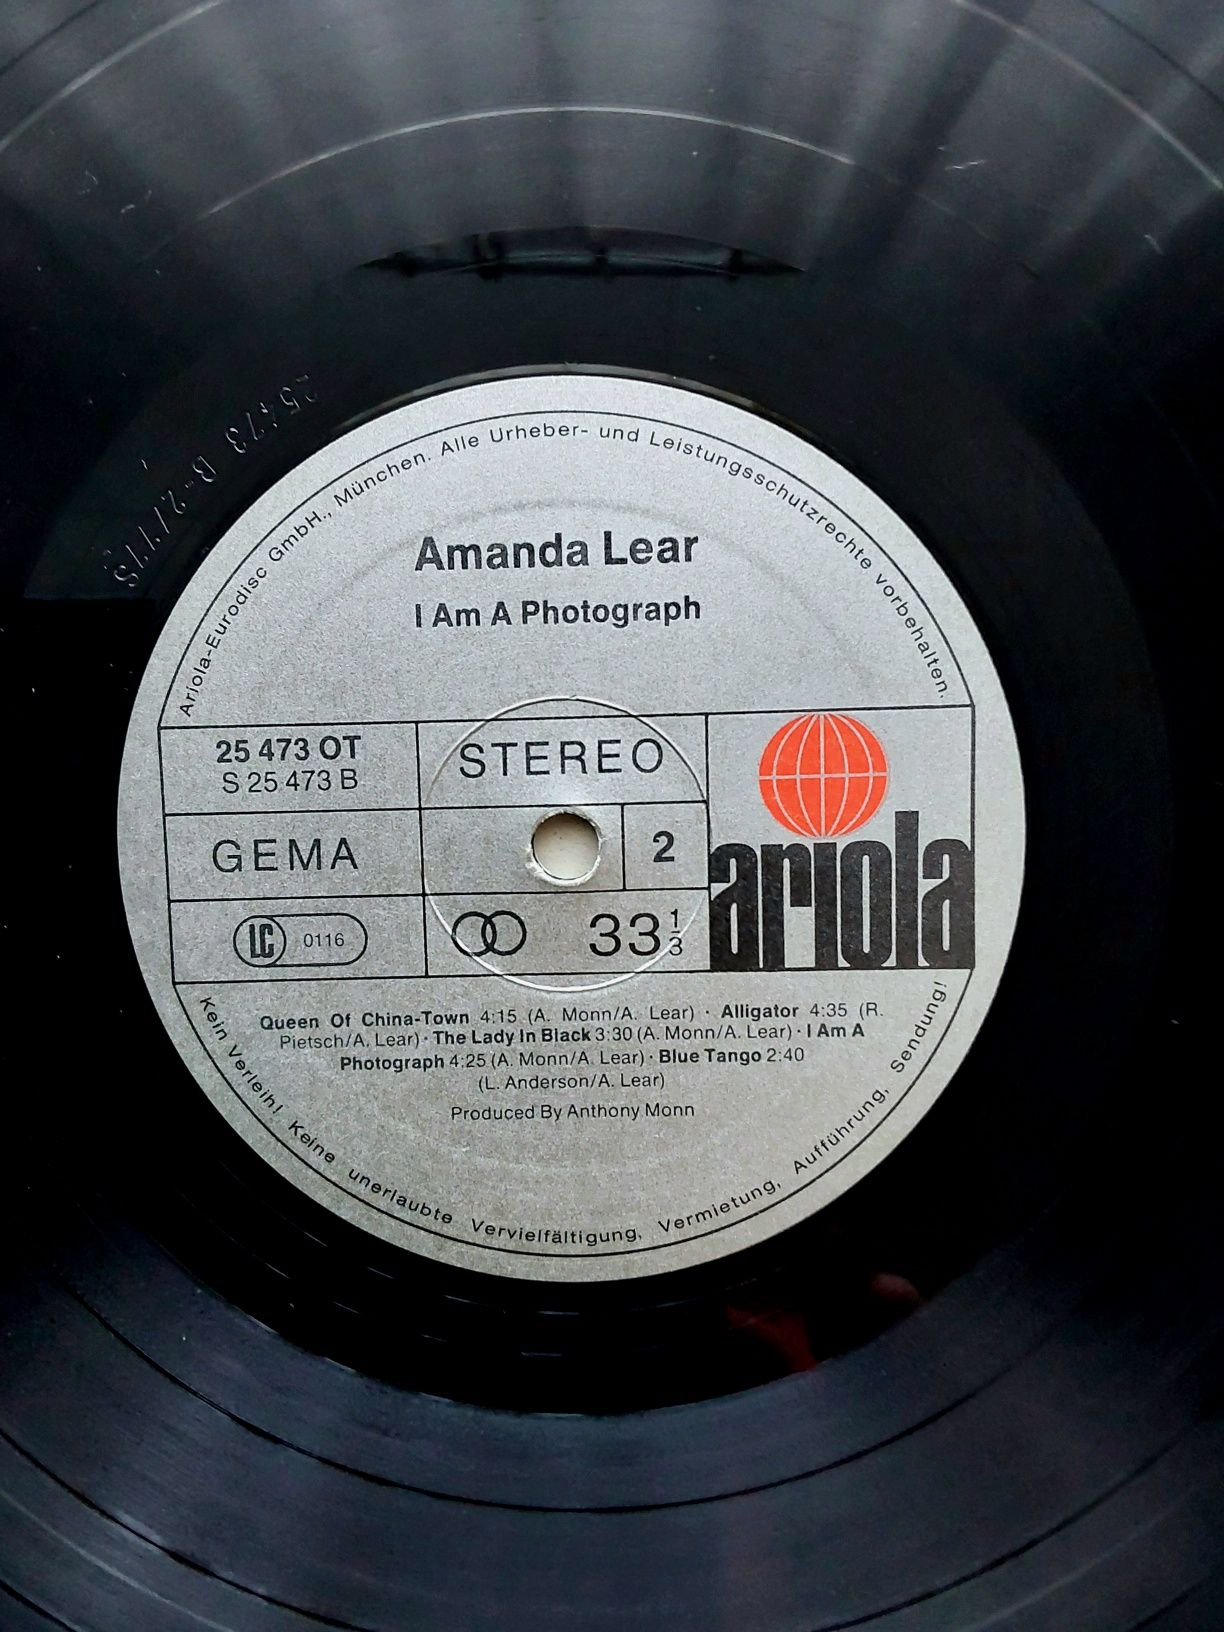 25473 B-2/77S
Ariola-Eurodisc GmbH., München. Alle Urheber- und Leistungsschutzrechte vorbehalten.
Amanda Lear
I Am A Photograph
25 473 OT
S 25 473 B
STEREO
GEMA
2
LC 0116
33 1/3
ariola
Queen Of China-Town 4:15 (A. Monn/A. Lear) · Alligator 4:35 (R.
Pietsch/A. Lear) · The Lady In Black 3:30 (A. Monn/A. Lear) · I Am A
Photograph 4:25 (A. Monn/A. Lear) · Blue Tango 2:40
(L. Anderson/A. Lear)
Produced By Anthony Monn
Kein Verleih! Keine unerlaubte Vervielfältigung, Vermietung, Aufführung, Sendung!